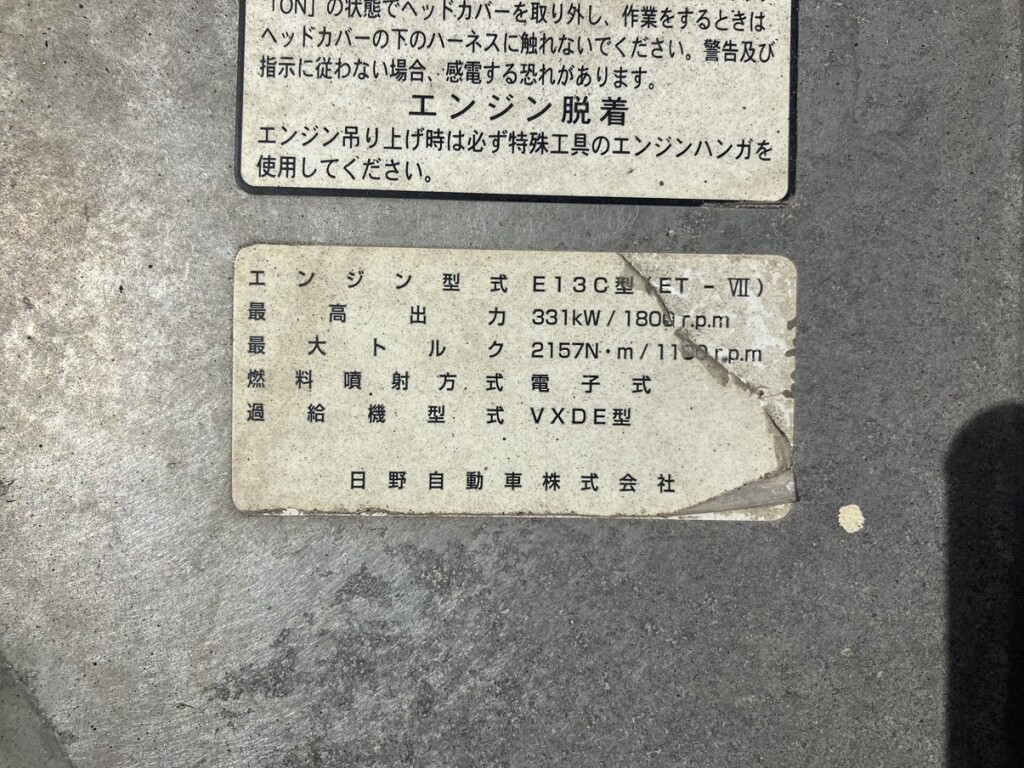 「ON」の状態でヘッドカバーを取り外し、作業をするときは
ヘッドカバーの下のハーネスに触れないでください。警告及び
指示に従わない場合、感電する恐れがあります。
エンジン脱着
エンジン吊り上げ時は必ず特殊工具のエンジンハンガを
使用してください。
エンジン型式 E13C型(ET-Ⅶ)
最高出力 331kW/1800r.p.m
最大トルク 2157N・m/1100r.p.m
燃料噴射方式 電子式
過給機型式 VXDE型
日野自動車株式会社